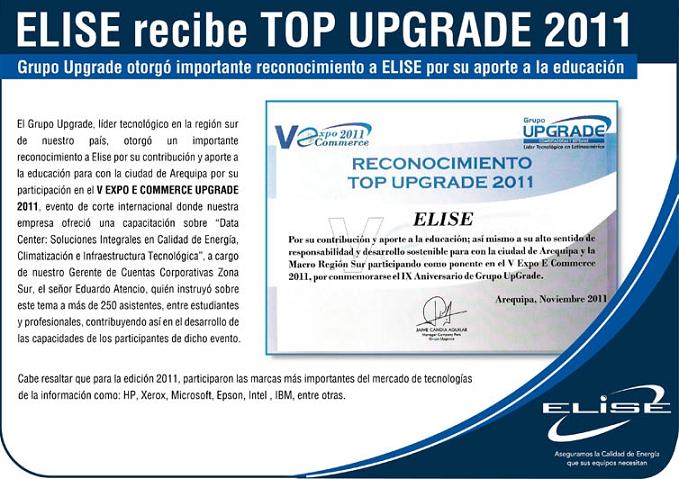 ELISE recibe TOP UPGRADE 2011
Grupo Upgrade otorgó importante reconocimiento a ELISE por su aporte a la educación
El Grupo Upgrade, líder tecnológico en la región sur
de nuestro país, otorgó un importante
reconocimiento a Elise por su contribución y aporte a
la educación para con la ciudad de Arequipa por su
participación en el V EXPO E COMMERCE UPGRADE
2011, evento de corte internacional donde nuestra
empresa ofreció una capacitación sobre “Data
Center: Soluciones Integrales en Calidad de Energía,
Climatización e Infraestructura Tecnológica”, a cargo
de nuestro Gerente de Cuentas Corporativas Zona
Sur, el señor Eduardo Atencio, quién instruyó sobre
este tema a más de 250 asistentes, entre estudiantes
y profesionales, contribuyendo así en el desarrollo de
las capacidades de los participantes de dicho evento.
V expo 2011
eCommerce
Grupo
UPGRADE
COMPUTADORAS Y SISTEMAS
Líder Tecnológico en Latinoamérica
RECONOCIMIENTO
TOP UPGRADE 2011
ELISE
Por su contribución y aporte a la educación; así mismo a su alto sentido de
responsabilidad y desarrollo sostenible para con la ciudad de Arequipa y la
Macro Región Sur participando como ponente en el V Expo E Commerce
2011, por conmemorarse el IX Aniversario de Grupo UpGrade.
Arequipa, Noviembre 2011
JAIME CANDIA AGUILAR
Manager Company Perú
Grupo Upgrade
Cabe resaltar que para la edición 2011, participaron las marcas más importantes del mercado de tecnologías
de la información como: HP, Xerox, Microsoft, Epson, Intel , IBM, entre otras.
ELISE
Aseguramos la Calidad de Energía
que sus equipos necesitan